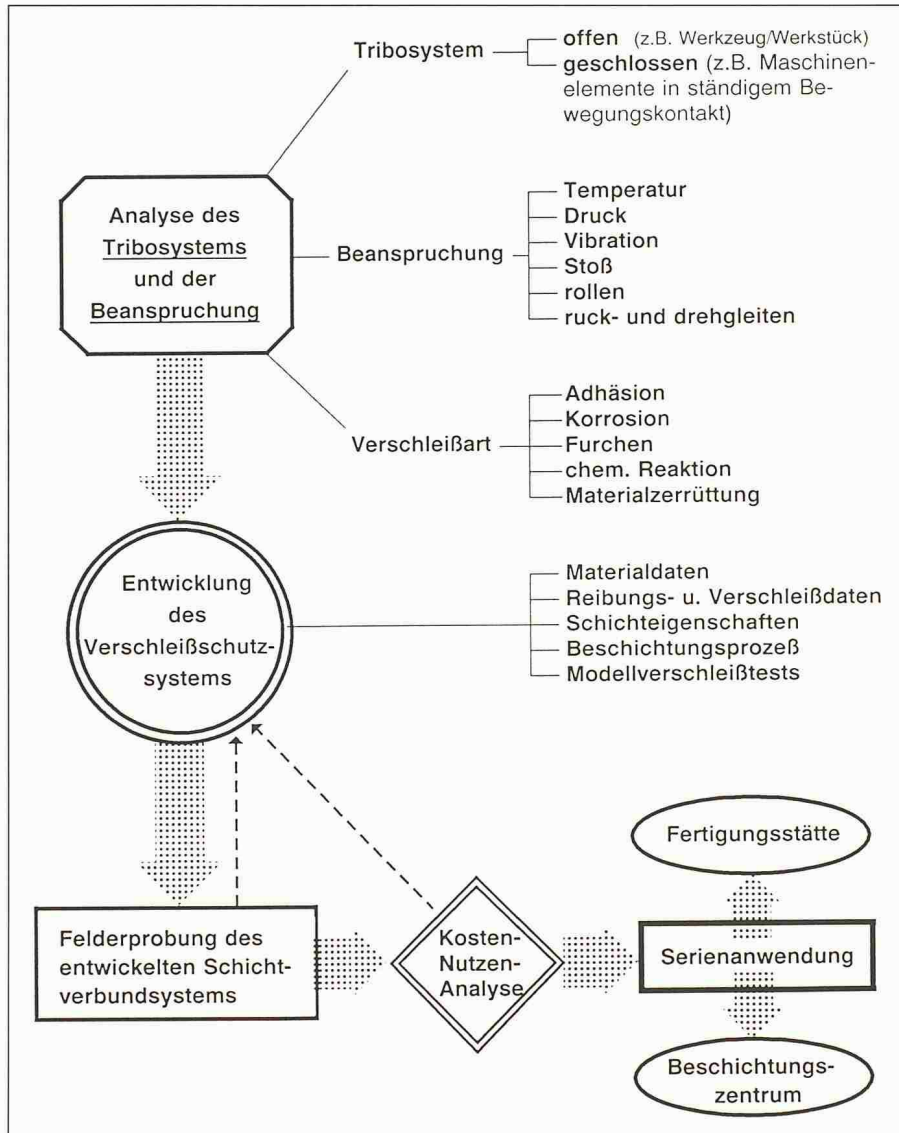 Tribosystem
offen (z.B. Werkzeug/Werkstück)
geschlossen (z.B. Maschinen-
elemente in ständigem Be-
wegungskontakt)
Analyse des
Tribosystems
und der
Beanspruchung
Beanspruchung
Temperatur
Druck
Vibration
Stoß
rollen
ruck- und drehgleiten
Verschleißart
Adhäsion
Korrosion
Furchen
chem. Reaktion
Materialzerrüttung
Entwicklung
des
Verschleißschutz-
systems
Materialdaten
Reibungs- u. Verschleißdaten
Schichteigenschaften
Beschichtungsprozeß
Modellverschleißtests
Felderprobung des
entwickelten Schicht-
verbundsystems
Kosten-
Nutzen-
Analyse
Fertigungsstätte
Serienanwendung
Beschichtungs-
zentrum